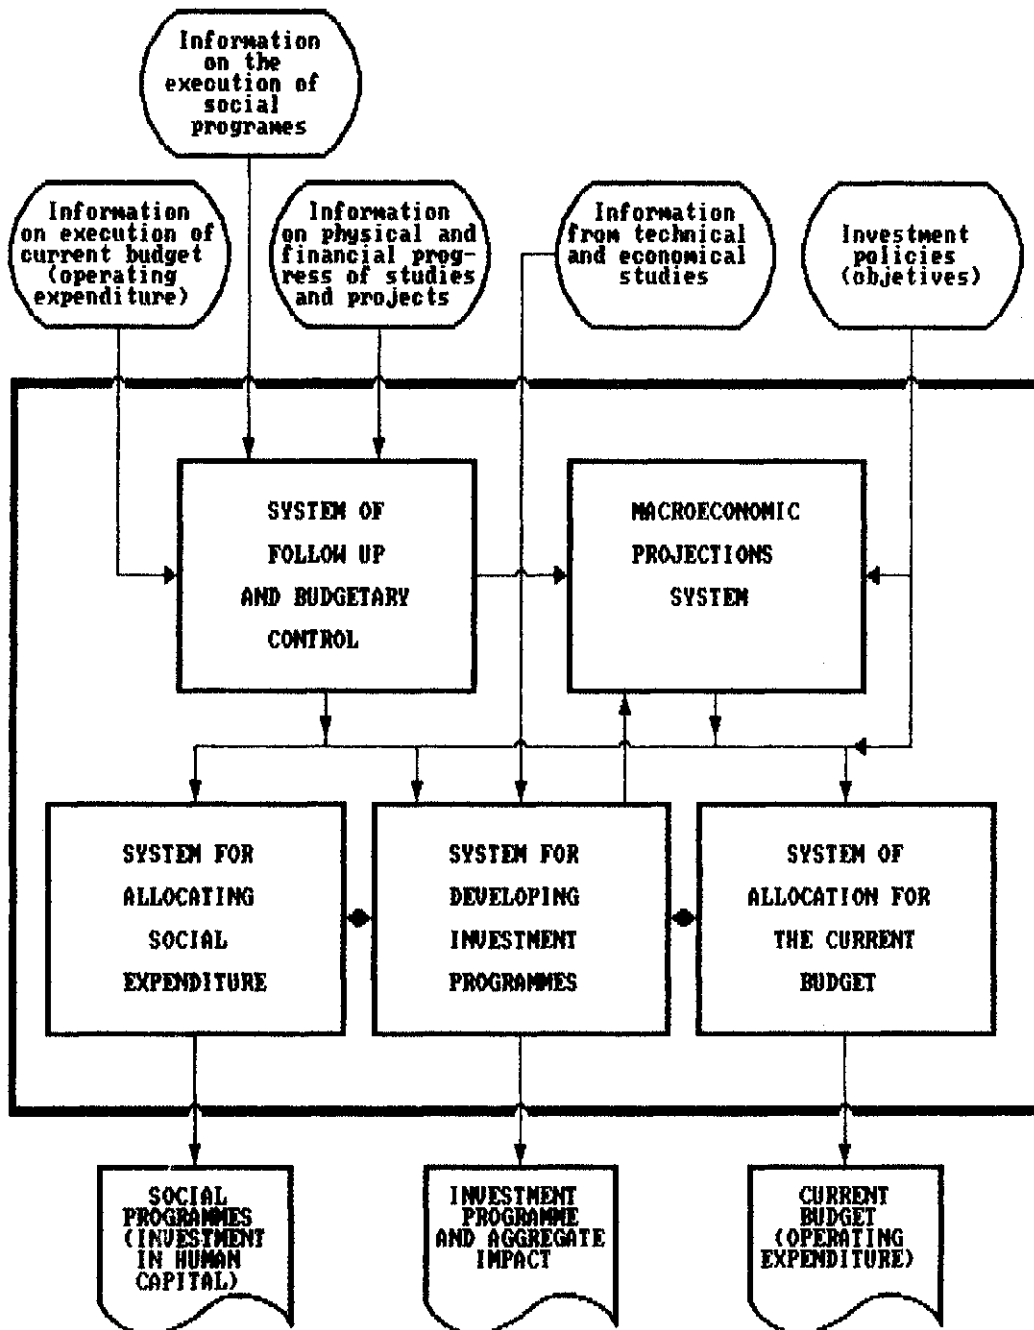 Information
on the
execution of
social
programes
Information
on execution of
current budget
(operating
expenditure)
Information
on physical and
financial prog-
ress of studies
and projects
Information
from technical
and economical
studies
Investment
policies
(objetives)
SYSTEM OF
FOLLOW UP
AND BUDGETARY
CONTROL
MACROECONOMIC
PROJECTIONS
SYSTEM
SYSTEM FOR
ALLOCATING
SOCIAL
EXPENDITURE
SYSTEM FOR
DEVELOPING
INVESTMENT
PROGRAMMES
SYSTEM OF
ALLOCATION FOR
THE CURRENT
BUDGET
SOCIAL
PROGRAMMES
(INVESTMENT
IN HUMAN
CAPITAL)
INVESTMENT
PROGRAMME
AND AGGREGATE
IMPACT
CURRENT
BUDGET
(OPERATING
EXPENDITURE)